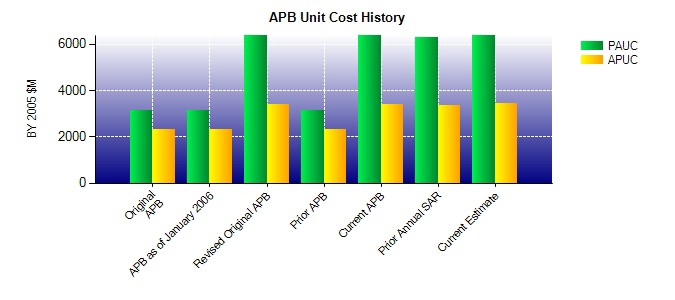 APB Unit Cost History
BY 2005 $M
6000
4000
2000
0
Original
APB
APB as of January 2006
Revised Original APB
Prior APB
Current APB
Prior Annual SAR
Current Estimate
PAUC
APUC